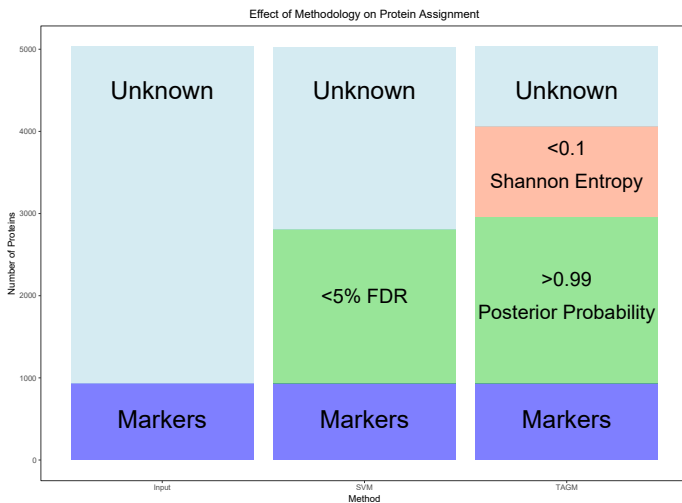 Effect of Methodology on Protein Assignment
5000
4000
3000
2000
1000
0
Number of Proteins
Unknown
Markers
Unknown
<5% FDR
Markers
Unknown
<0.1
Shannon Entropy
>0.99
Posterior Probability
Markers
Input
SVM
TAGM
Method